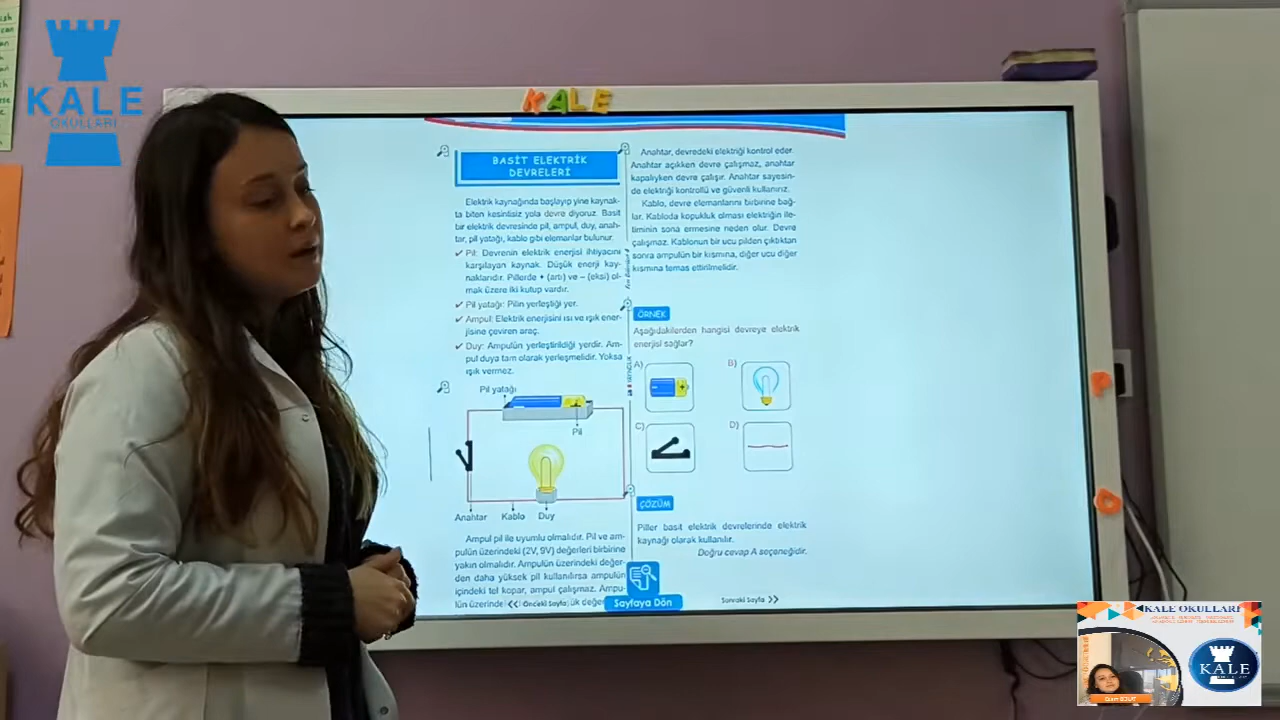 KALE
OKULLARI
KALE
BASİT ELEKTRİK
DEVRELERİ
Elektrik kaynağında başlayıp yine kaynak-
ta biten kesintisiz yola devre diyoruz. Basit
bir elektrik devresinde pil, ampul, duy, anah-
tar, pil yatağı, kablo gibi elemanlar bulunur.
✔ Pil: Devrenin elektrik enerjisi ihtiyacını
karşılayan kaynak. Düşük enerji kay-
naklarıdır. Pillerde + (artı) ve – (eksi) ol-
mak üzere iki kutup vardır.
✔ Pil yatağı: Pilin yerleştiği yer.
✔ Ampul: Elektrik enerjisini ısı ve ışık ener-
jisine çeviren araç.
✔ Duy: Ampulün yerleştirildiği yerdir. Am-
pul duya tam olarak yerleşmelidir. Yoksa
ışık vermez.
Pil yatağı
Pil
Anahtar Kablo Duy
Ampul pil ile uyumlu olmalıdır. Pil ve am-
pulün üzerindeki (2V, 9V) değerleri birbirine
yakın olmalıdır. Ampulün üzerindeki değer-
den daha yüksek pil kullanılırsa ampulün
içindeki tel kopar, ampul çalışmaz. Ampu-
lün üzerinde
Önceki Sayfa
ük değer
Anahtar, devredeki elektriği kontrol eder.
Anahtar açıkken devre çalışmaz, anahtar
kapalıyken devre çalışır. Anahtar sayesin-
de elektriği kontrollü ve güvenli kullanırız.
Kablo, devre elemanlarını birbirine bağ-
lar. Kabloda kopukluk olması elektriğin ile-
timinin sona ermesine neden olur. Devre
çalışmaz. Kablonun bir ucu pilden çıktıktan
sonra ampulün bir kısmına, diğer ucu diğer
kısmına temas ettirilmelidir.
ÖRNEK
Aşağıdakilerden hangisi devreye elektrik
enerjisi sağlar?
A) B)
C) D)
ÇÖZÜM
Piller basit elektrik devrelerinde elektrik
kaynağı olarak kullanılır.
Doğru cevap A seçeneğidir.
Sayfaya Dön
Sonraki Sayfa
KALE OKULLARI
KALE